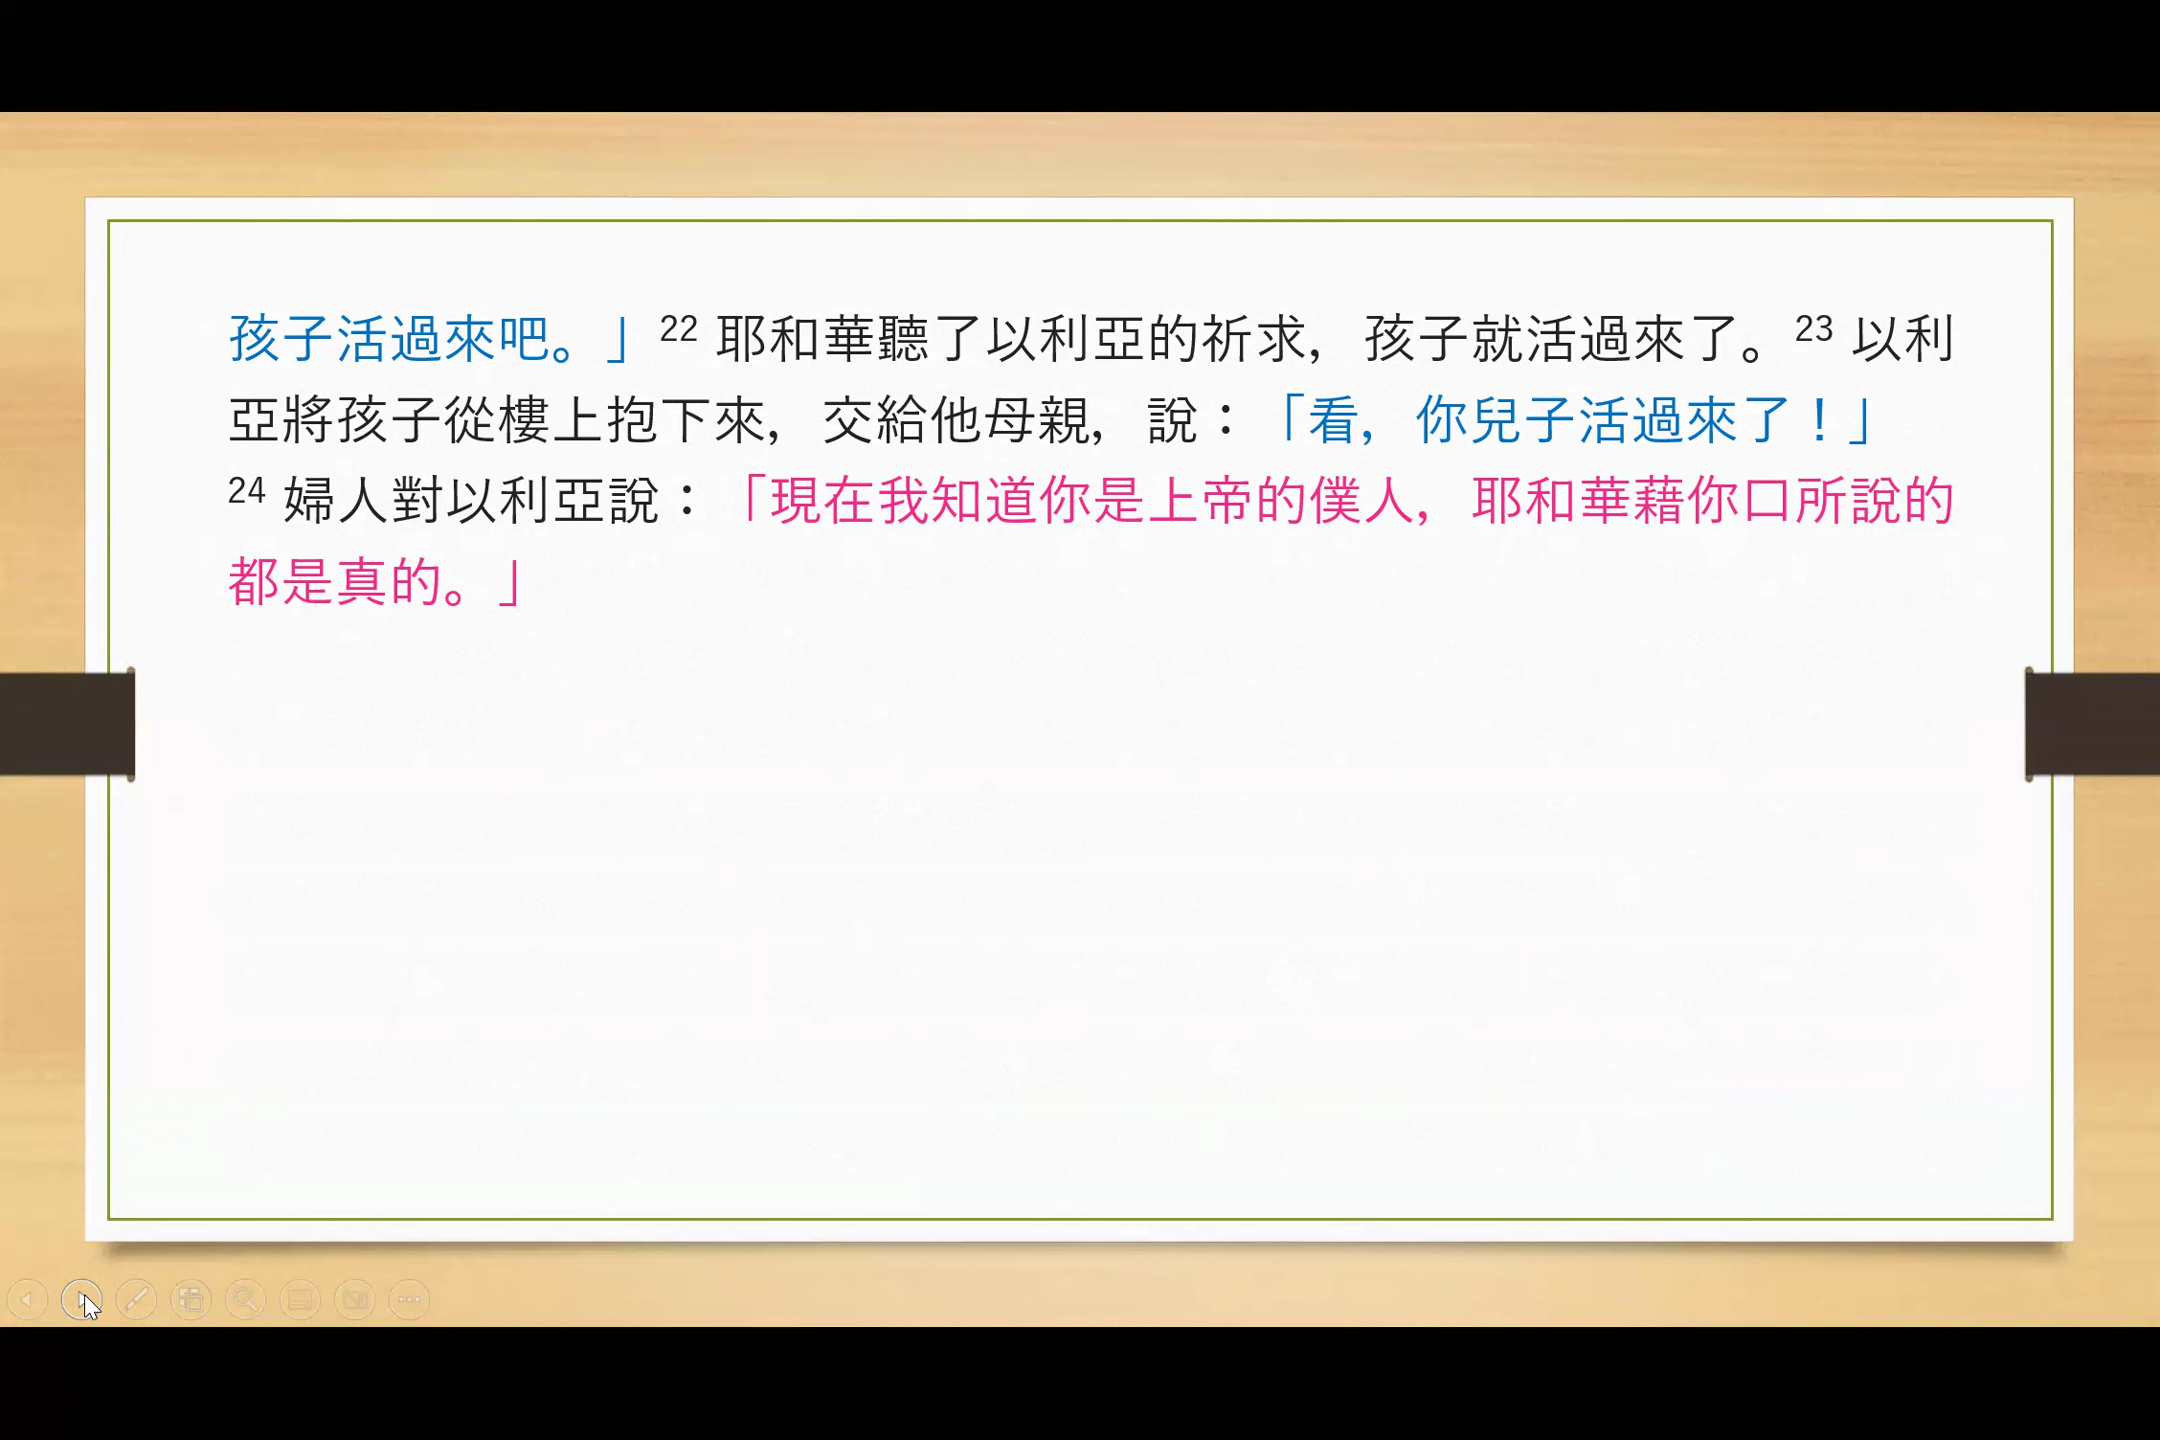 孩子活過來吧。」22 耶和華聽了以利亞的祈求，孩子就活過來了。23 以利
亞將孩子從樓上抱下來，交給他母親，說：「看，你兒子活過來了！」
24 婦人對以利亞說：「現在我知道你是上帝的僕人，耶和華藉你口所說的
都是真的。」